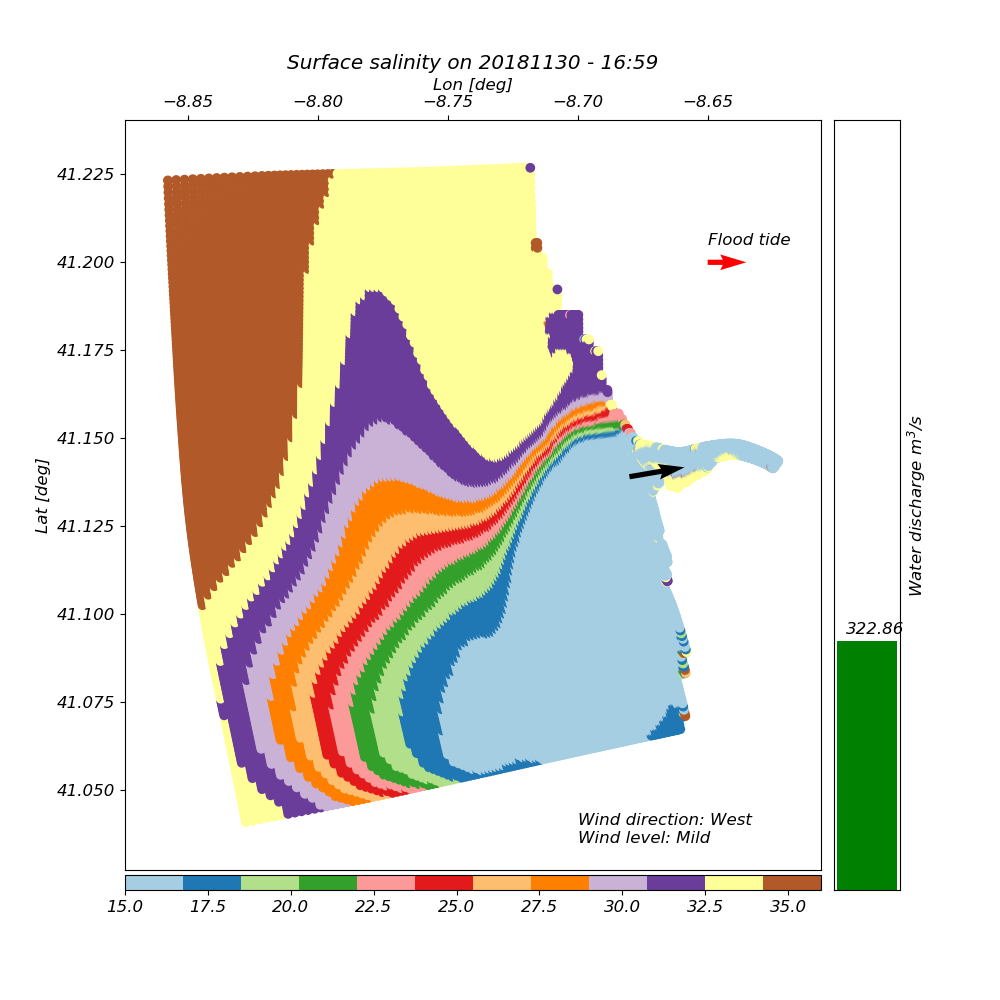 Surface salinity on 20181130 - 16:59
Lon [deg]
−8.85 −8.80 −8.75 −8.70 −8.65
41.225
41.200
41.175
41.150
41.125
41.100
41.075
41.050
Lat [deg]
Flood tide
Wind direction: West
Wind level: Mild
322.86
Water discharge m³/s
15.0 17.5 20.0 22.5 25.0 27.5 30.0 32.5 35.0